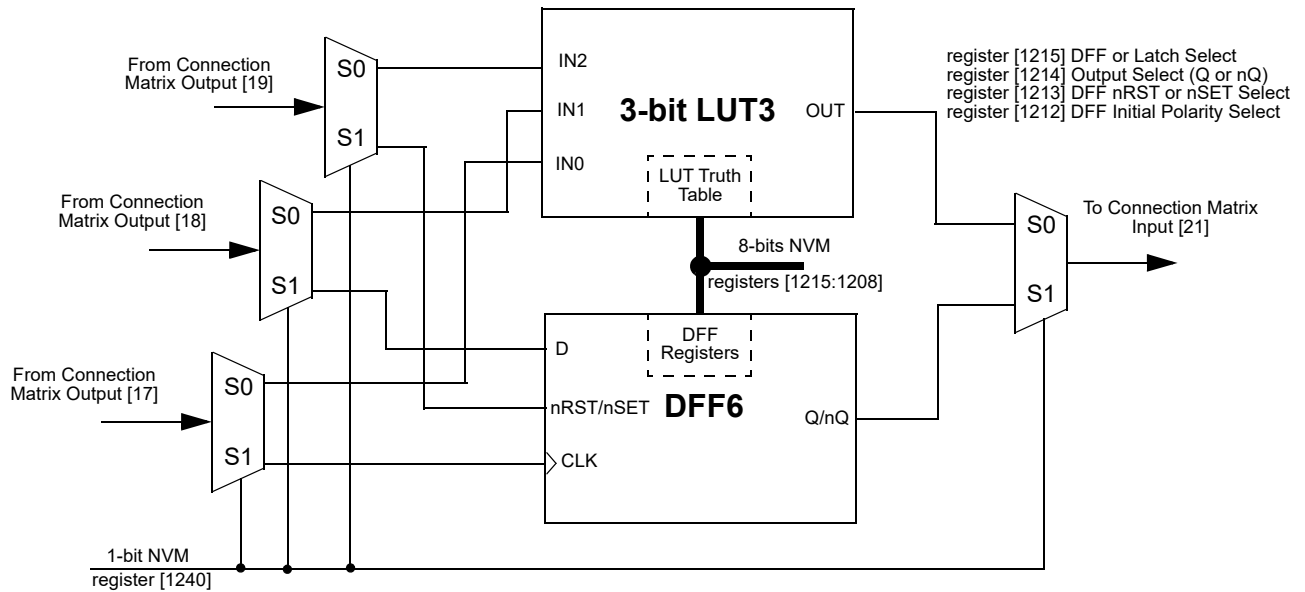 From Connection
Matrix Output [19]
S0
S1
IN2
IN1
IN0
3-bit LUT3
OUT
LUT Truth
Table
register [1215] DFF or Latch Select
register [1214] Output Select (Q or nQ)
register [1213] DFF nRST or nSET Select
register [1212] DFF Initial Polarity Select
From Connection
Matrix Output [18]
S0
S1
8-bits NVM
registers [1215:1208]
S0
S1
To Connection Matrix
Input [21]
From Connection
Matrix Output [17]
S0
S1
D
nRST/nSET
CLK
DFF
Registers
DFF6
Q/nQ
1-bit NVM
register [1240]